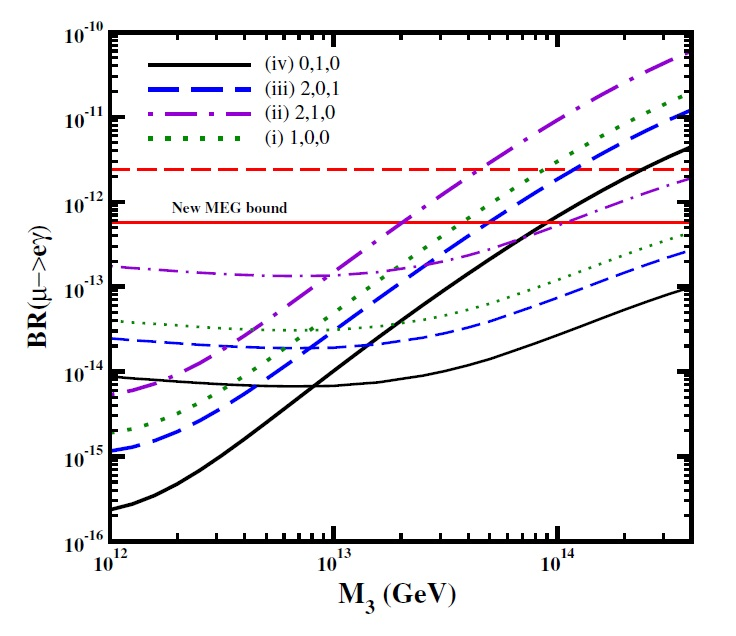 10^-10
(iv) 0,1,0
(iii) 2,0,1
(ii) 2,1,0
(i) 1,0,0
10^-11
10^-12
New MEG bound
10^-13
10^-14
10^-15
10^-16
BR(μ−>eγ)
10^12
10^13
10^14
M_3 (GeV)